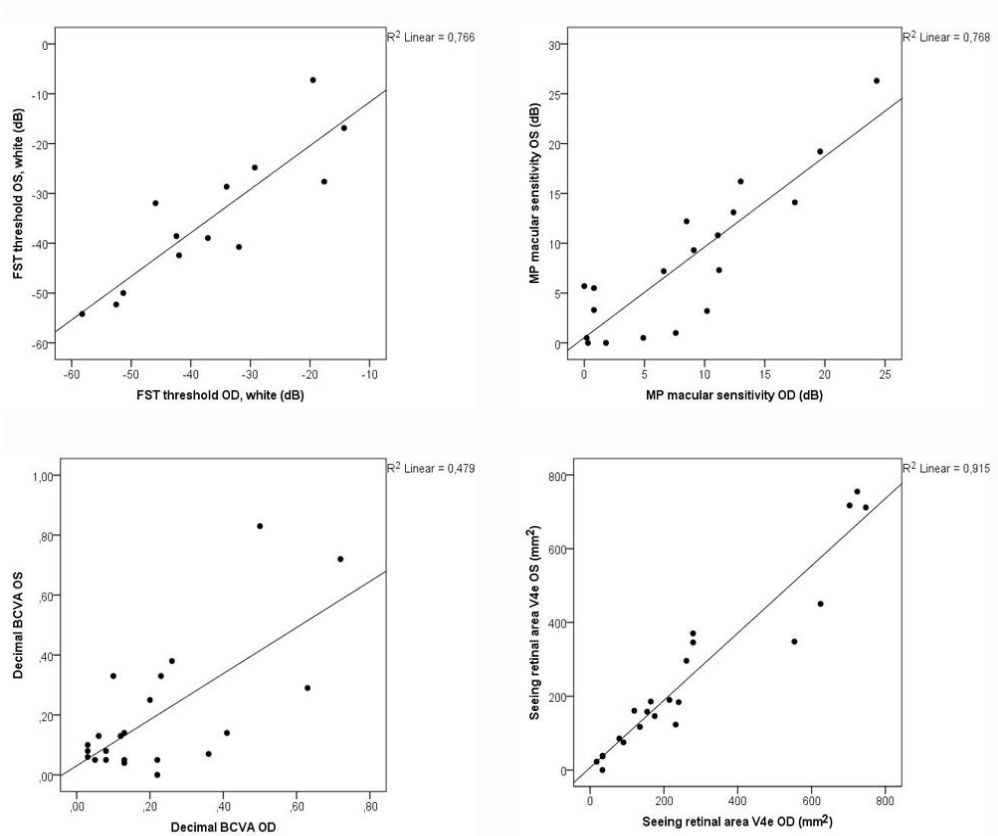 R² Linear = 0,766
0
-10
-20
-30
-40
-50
-60
FST threshold OS, white (dB)
-60 -50 -40 -30 -20 -10
FST threshold OD, white (dB)
R² Linear = 0,768
30
25
20
15
10
5
0
MP macular sensitivity OS (dB)
0 5 10 15 20 25
MP macular sensitivity OD (dB)
R² Linear = 0,479
1,00
,80
,60
,40
,20
,00
Decimal BCVA OS
,00 ,20 ,40 ,60 ,80
Decimal BCVA OD
R² Linear = 0,915
800
600
400
200
0
Seeing retinal area V4e OS (mm²)
0 200 400 600 800
Seeing retinal area V4e OD (mm²)